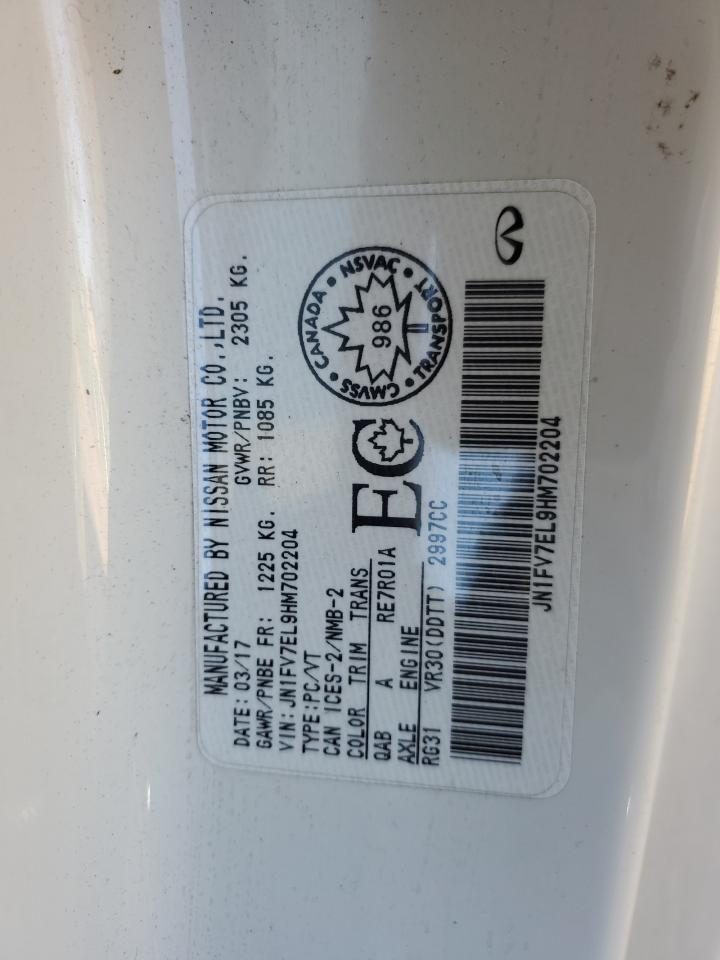 MANUFACTURED BY NISSAN MOTOR CO.,LTD.
DATE: 03/17 GVWR/PNBV: 2305 KG.
GAWR/PNBE FR: 1225 KG. RR: 1085 KG.
VIN: JN1FV7EL9HM702204
TYPE: PC/VT
CAN ICES-2/NMB-2
COLOR TRIM TRANS
QAB A RE7R01A
AXLE ENGINE
RG31 VR30(DDTT) 2997CC
EC
CANADA • NSVAC • TRANSPORT • CMVSS •
986
JN1FV7EL9HM702204